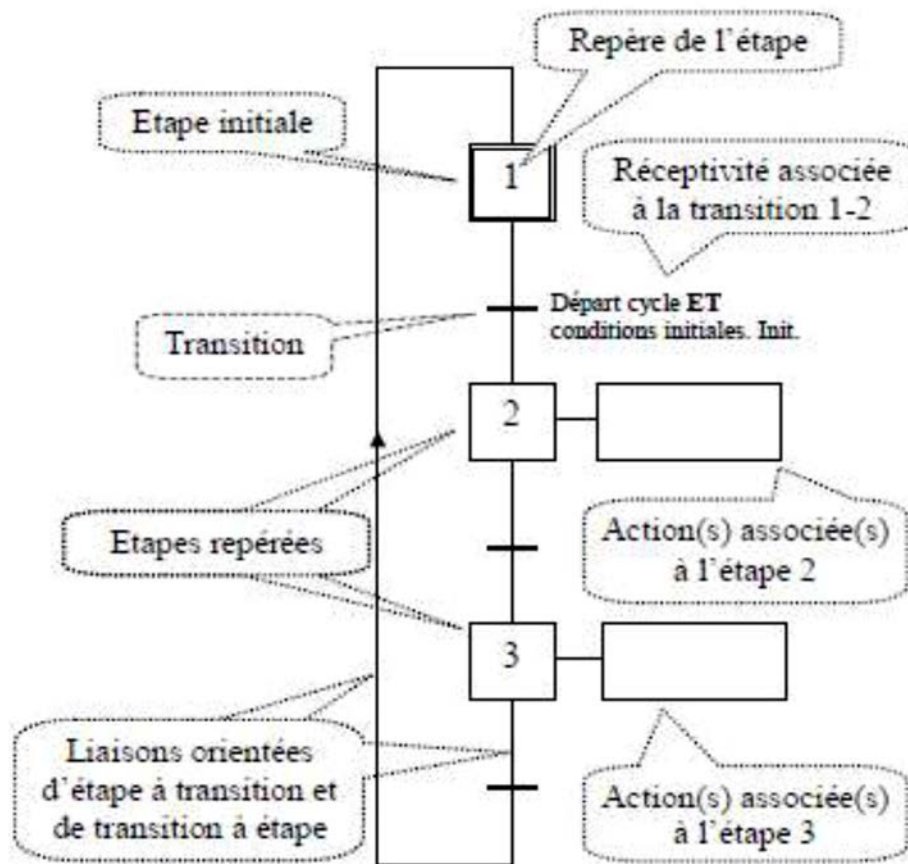 Repère de l'étape
Etape initiale
1
Réceptivité associée
à la transition 1-2
Départ cycle ET
conditions initiales. Init.
Transition
2
Etapes repérées
Action(s) associée(s)
à l'étape 2
3
Liaisons orientées
d'étape à transition et
de transition à étape
Action(s) associée(s)
à l'étape 3